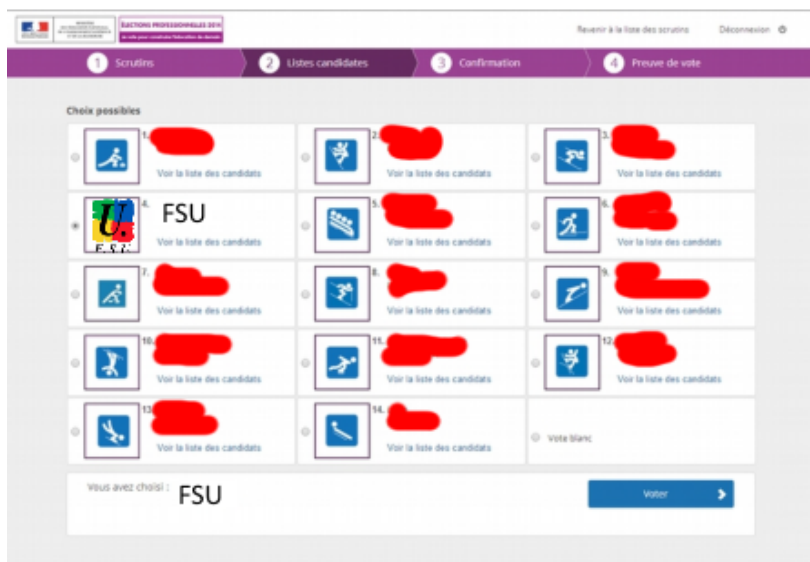 ÉLECTIONS PROFESSIONNELLES 2014
Revenir à la liste des scrutins
Déconnexion
1 Scrutins
2 Listes candidates
3 Confirmation
4 Preuve de vote
Choix possibles
1.
Voir la liste des candidats
2.
Voir la liste des candidats
3.
Voir la liste des candidats
4. FSU
U.
F.S.U.
Voir la liste des candidats
5.
Voir la liste des candidats
6.
Voir la liste des candidats
7.
Voir la liste des candidats
8.
Voir la liste des candidats
9.
Voir la liste des candidats
10.
Voir la liste des candidats
11.
Voir la liste des candidats
12.
Voir la liste des candidats
13
Voir la liste des candidats
14.
Voir la liste des candidats
Vote blanc
Vous avez choisi : FSU
Voter